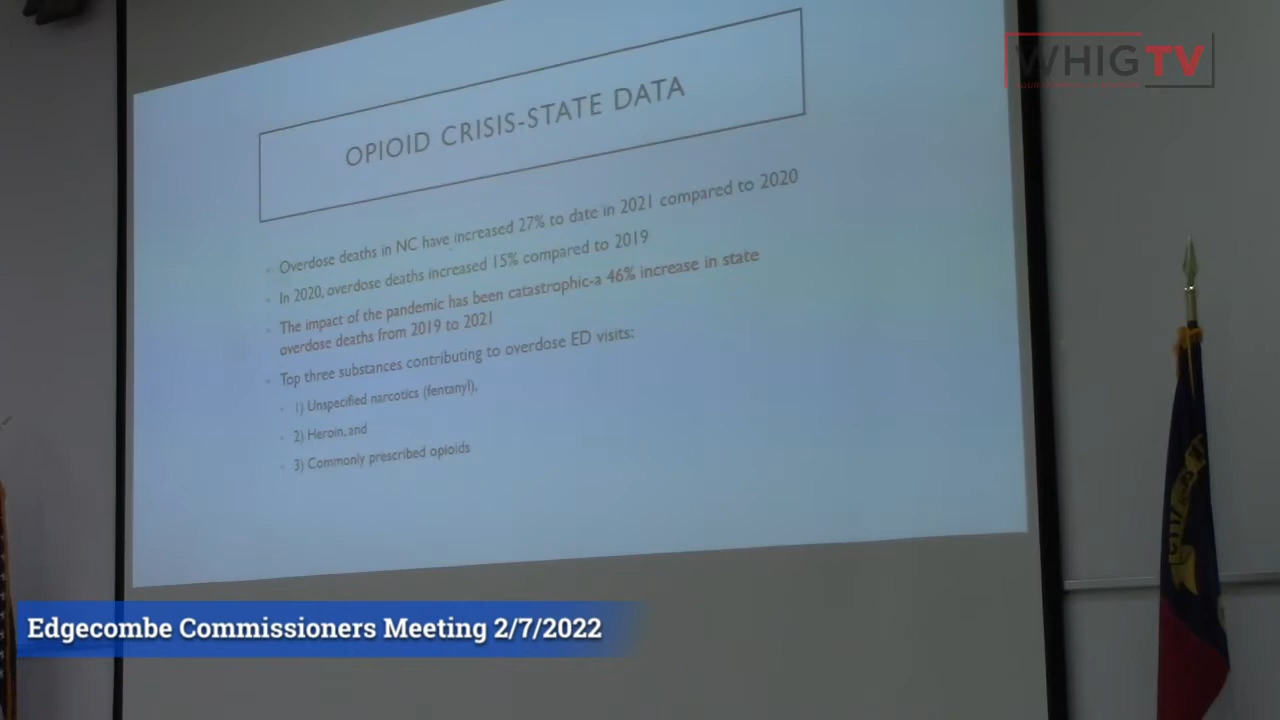 WHIG TV
OPIOID CRISIS-STATE DATA
Overdose deaths in NC have increased 27% to date in 2021 compared to 2020
In 2020, overdose deaths increased 15% compared to 2019
The impact of the pandemic has been catastrophic-a 46% increase in state
overdose deaths from 2019 to 2021
Top three substances contributing to overdose ED visits:
1) Unspecified narcotics (fentanyl),
2) Heroin, and
3) Commonly prescribed opioids
Edgecombe Commissioners Meeting 2/7/2022